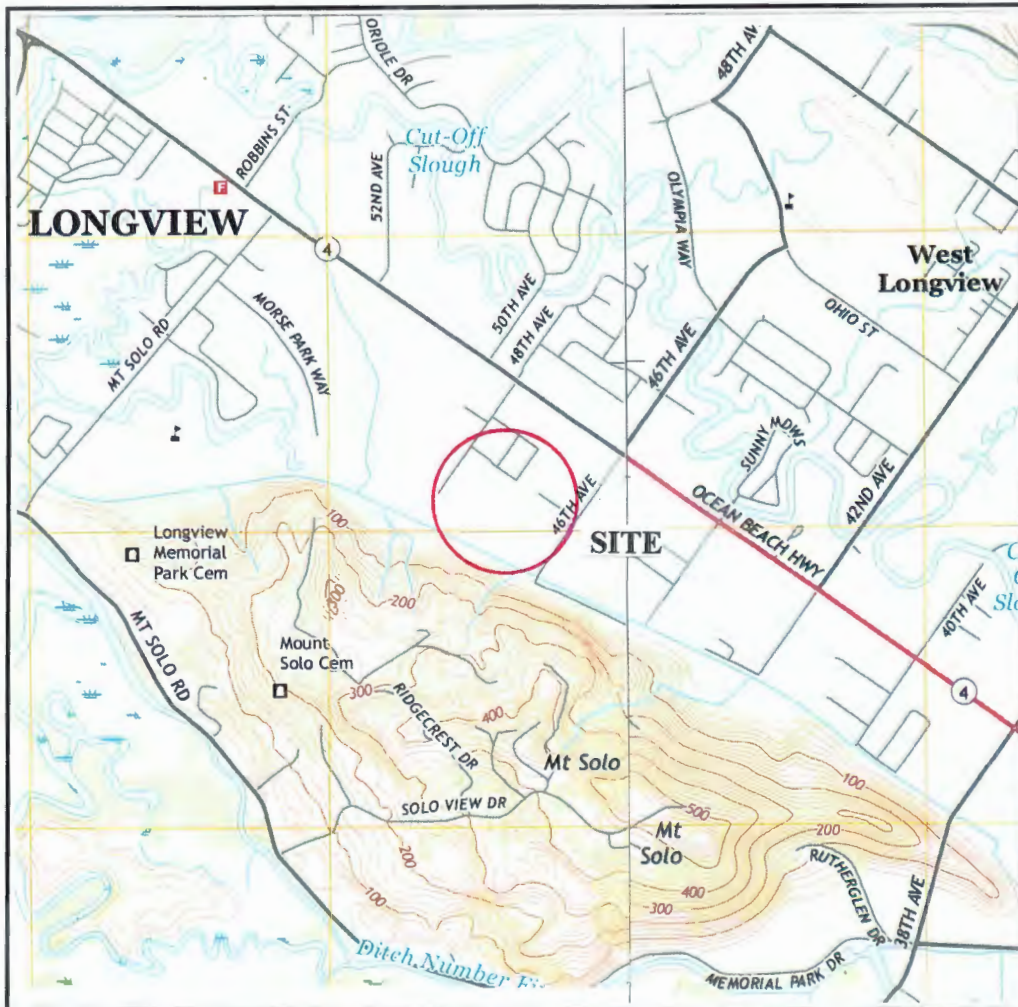 ORIOLE DR
48TH AV
ROBBINS ST.
Cut-Off
Slough
F
52ND AVE
OLYMPIA WAY
LONGVIEW
4
West
Longview
MT SOLO RD
MORSE PARK WAY
50TH AVE
48TH AVE
46TH AVE
OHIO ST
SUNNY MDWS
OCEAN BEACH HWY
42ND AVE
46TH AVE
SITE
100
Longview
Memorial
Park Cem
200
300
40TH AVE
MT SOLO RD
Mount
Solo Cem
300
RIDGECREST DR
400
4
Mt Solo
100
SOLO VIEW DR
500
Mt
Solo
200
200
RUTHERGLEN DR
100
400
300
38TH AVE
Ditch Number
MEMORIAL PARK DR